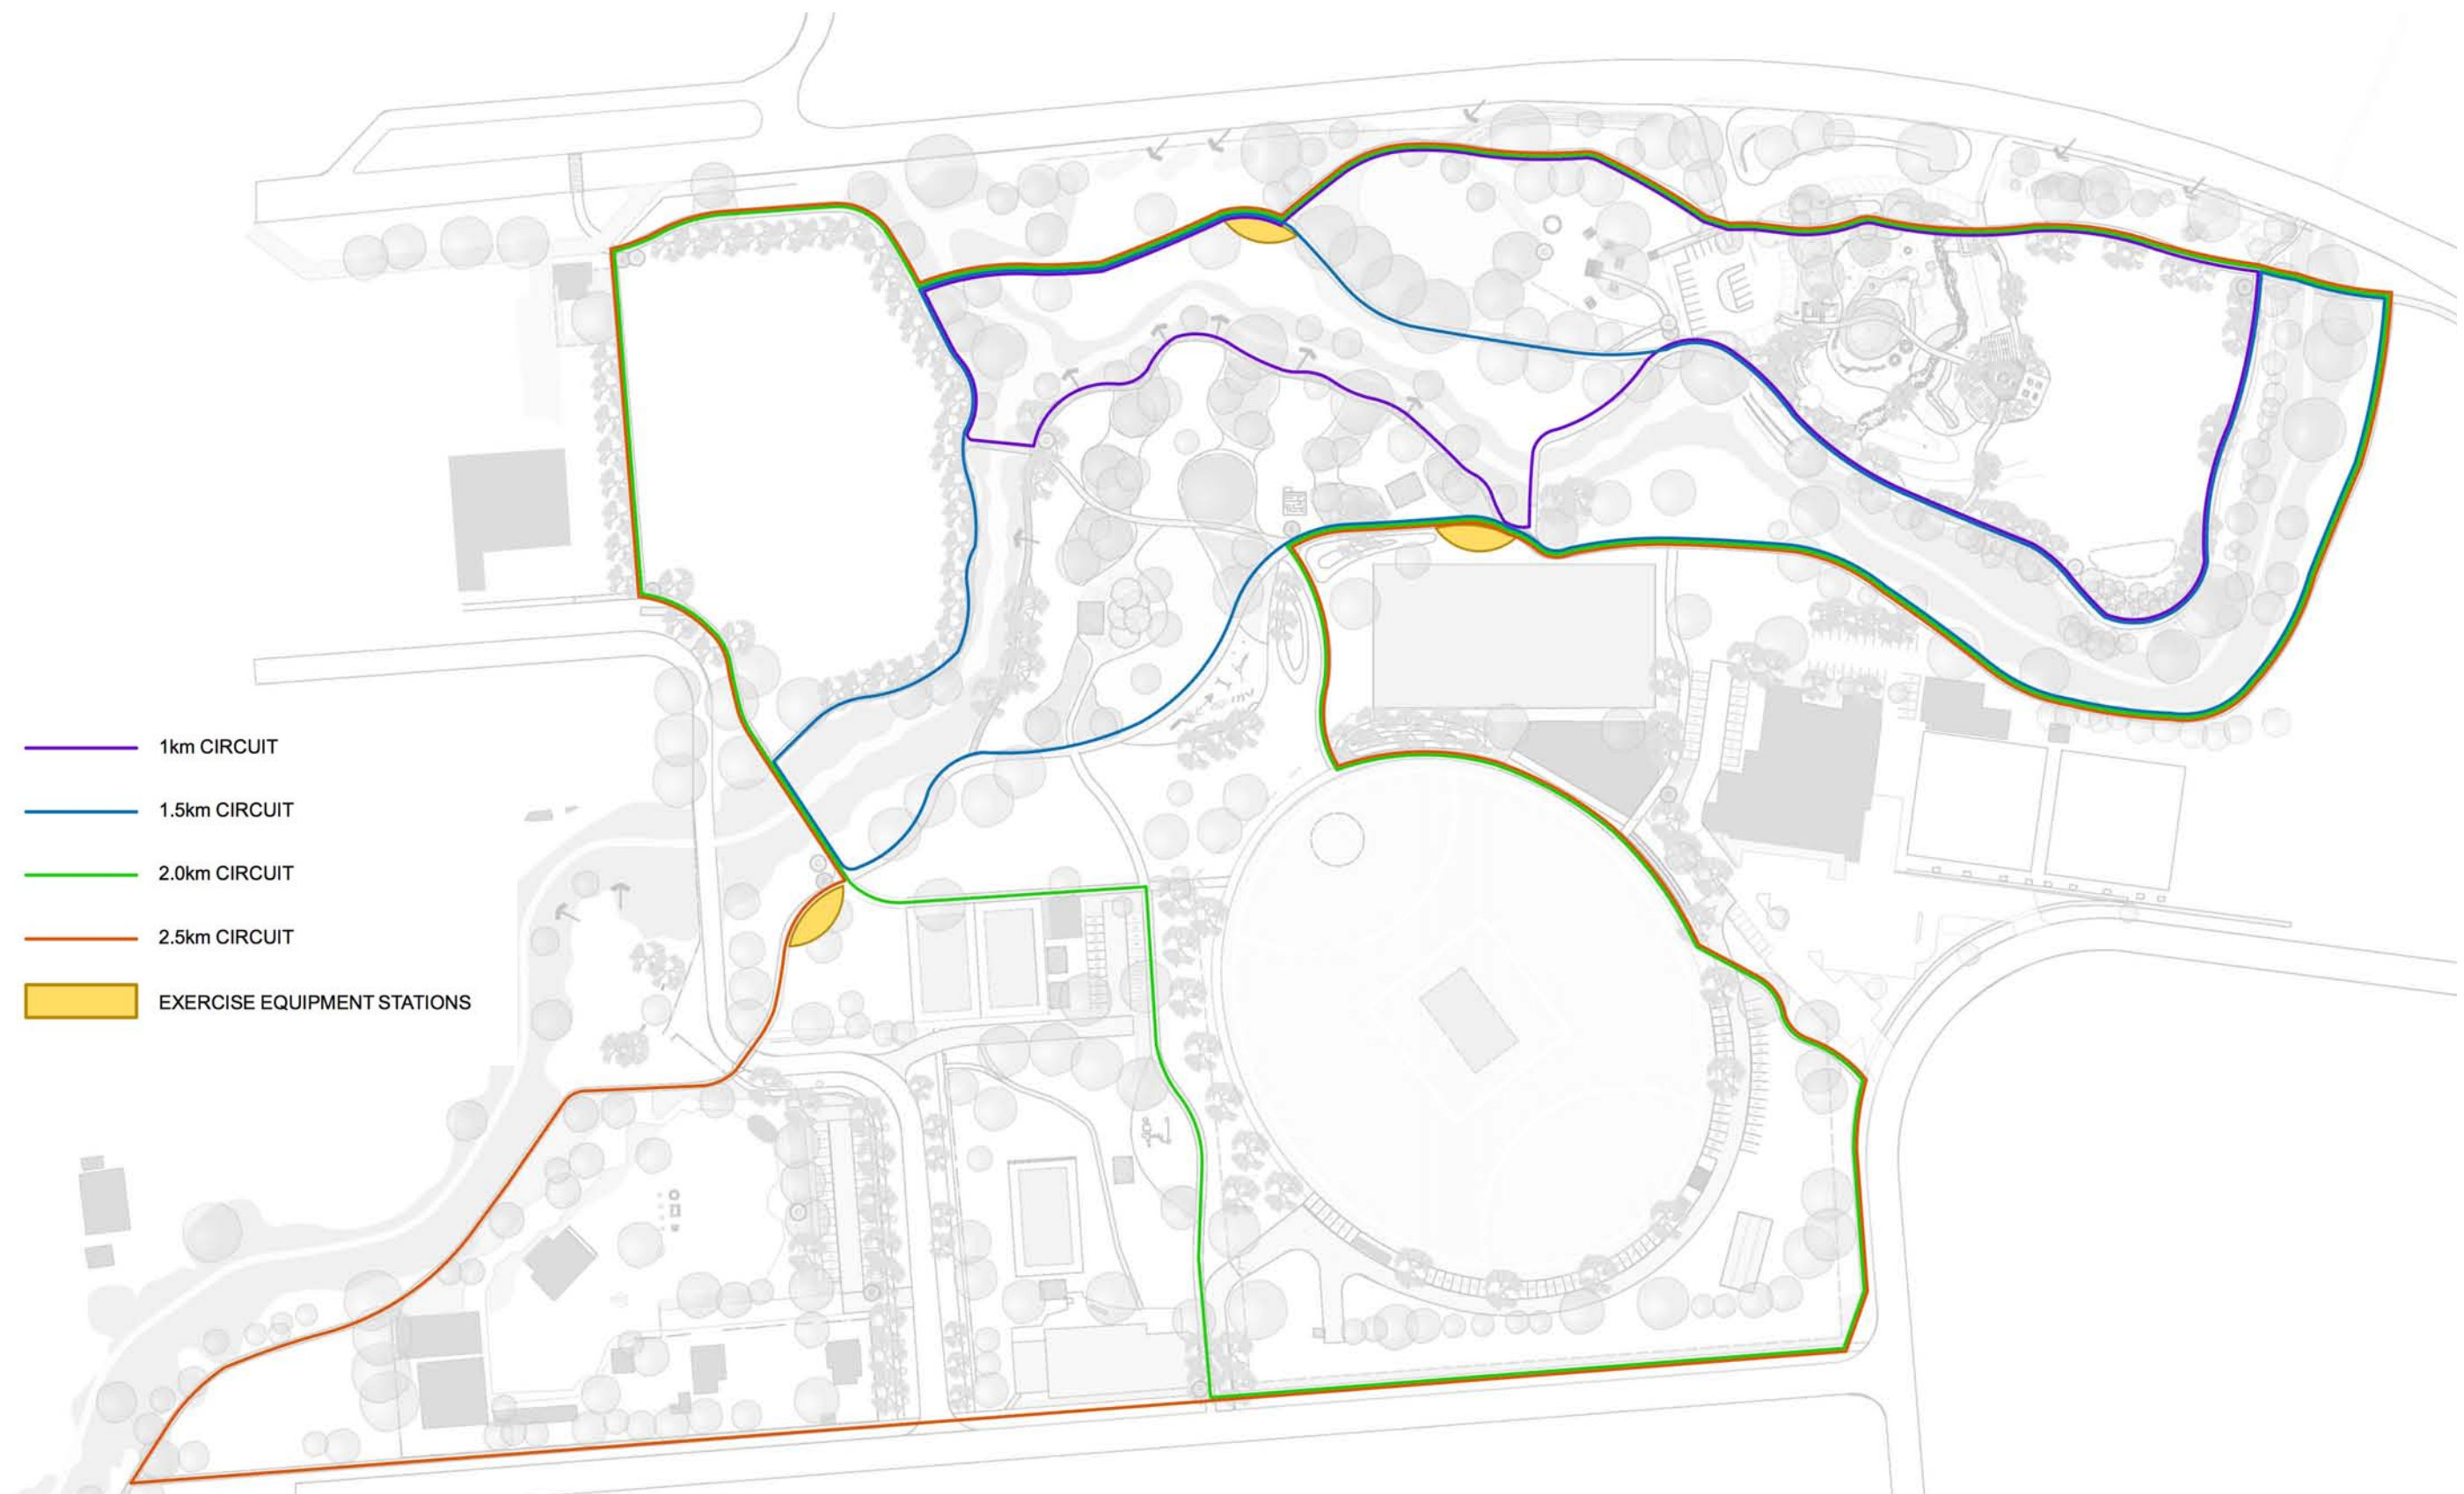 1km CIRCUIT
1.5km CIRCUIT
2.0km CIRCUIT
2.5km CIRCUIT
EXERCISE EQUIPMENT STATIONS